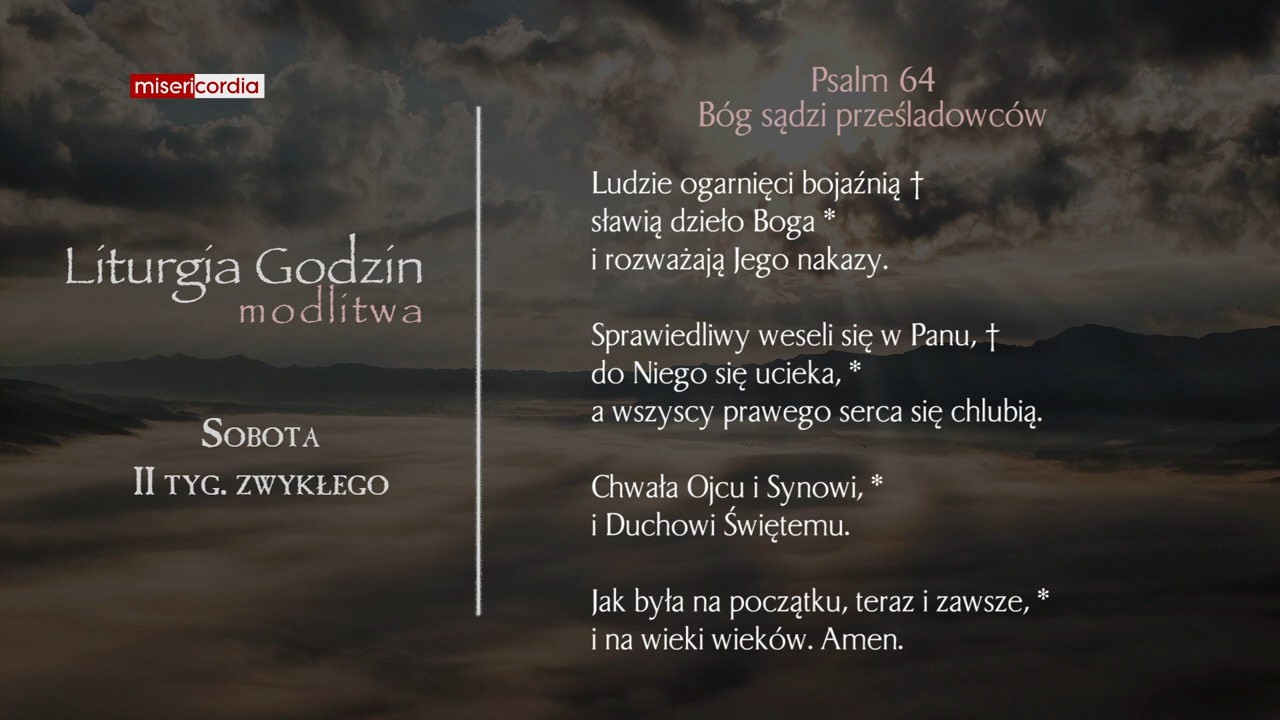 misericordia
Liturgia Godzin
modlitwa
Sobota
II tyg. zwykłego
Psalm 64
Bóg sądzi prześladowców
Ludzie ogarnięci bojaźnią †
sławią dzieło Boga *
i rozważają Jego nakazy.
Sprawiedliwy weseli się w Panu, †
do Niego się ucieka, *
a wszyscy prawego serca się chlubią.
Chwała Ojcu i Synowi, *
i Duchowi Świętemu.
Jak była na początku, teraz i zawsze, *
i na wieki wieków. Amen.